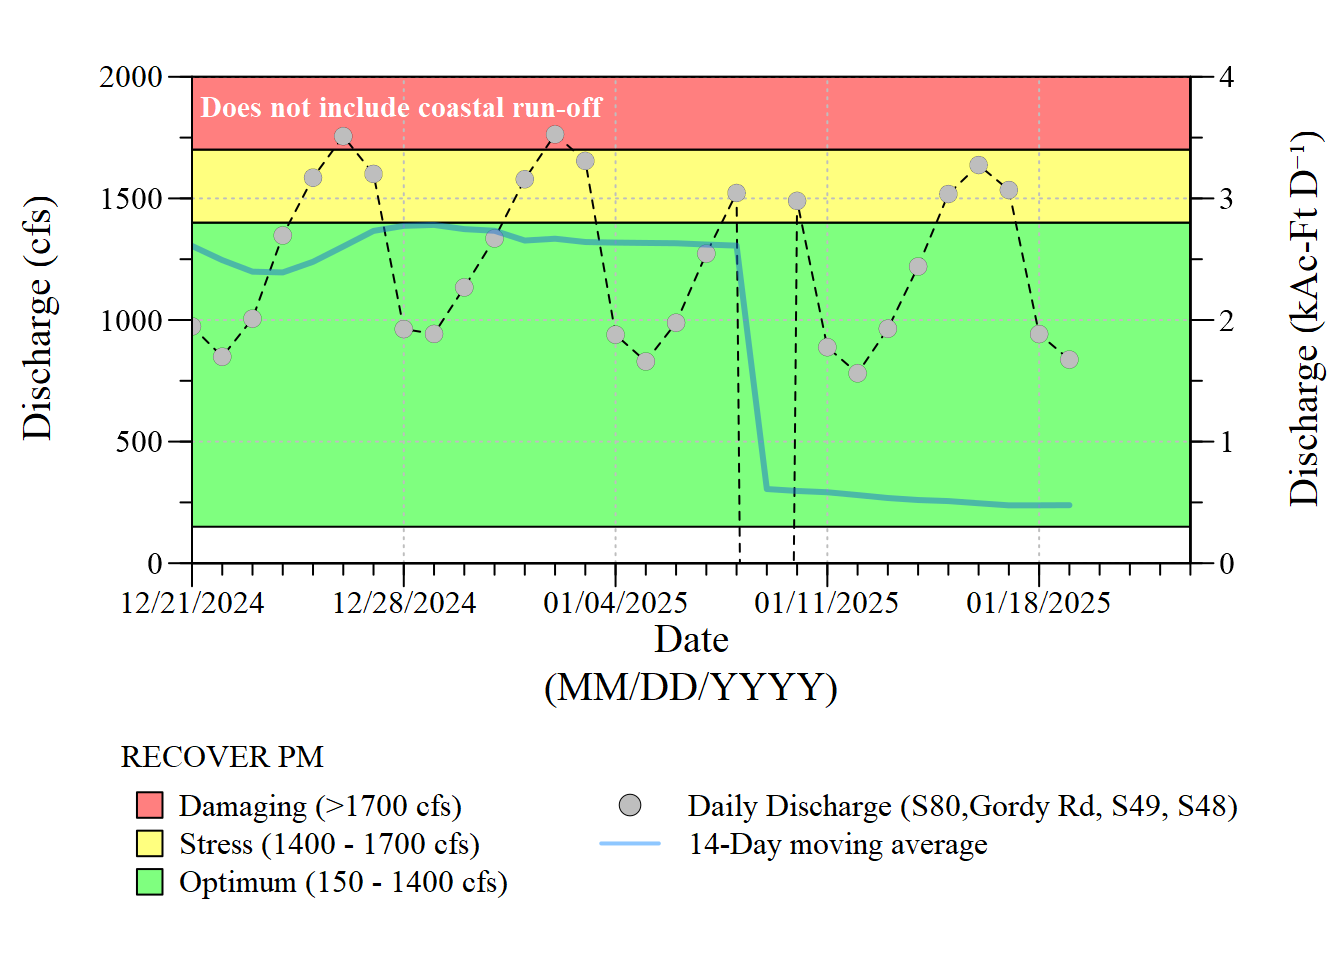 2000
1500
1000
500
0
Discharge (cfs)
Does not include coastal run-off
4
3
2
1
0
Discharge (kAc-Ft D⁻¹)
12/21/2024 12/28/2024 01/04/2025 01/11/2025 01/18/2025
Date
(MM/DD/YYYY)
RECOVER PM
Damaging (>1700 cfs)
Stress (1400 - 1700 cfs)
Optimum (150 - 1400 cfs)
Daily Discharge (S80,Gordy Rd, S49, S48)
14-Day moving average